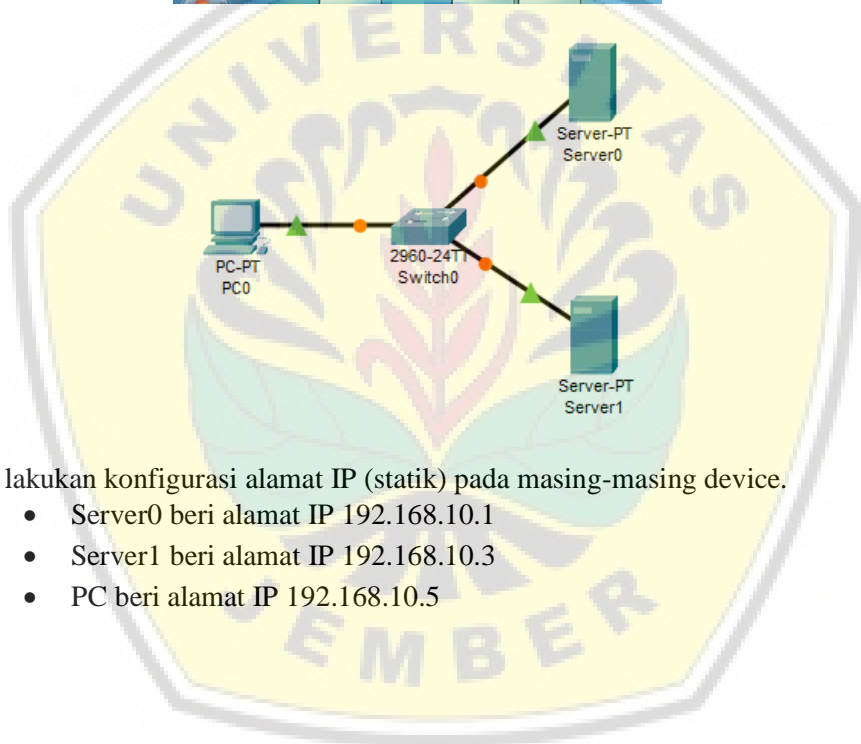 UNIVERSITAS
Server-PT
Server0
2960-24TT
Switch0
PC-PT
PC0
Server-PT
Server1
lakukan konfigurasi alamat IP (statik) pada masing-masing device.
• Server0 beri alamat IP 192.168.10.1
• Server1 beri alamat IP 192.168.10.3
• PC beri alamat IP 192.168.10.5
JEMBER